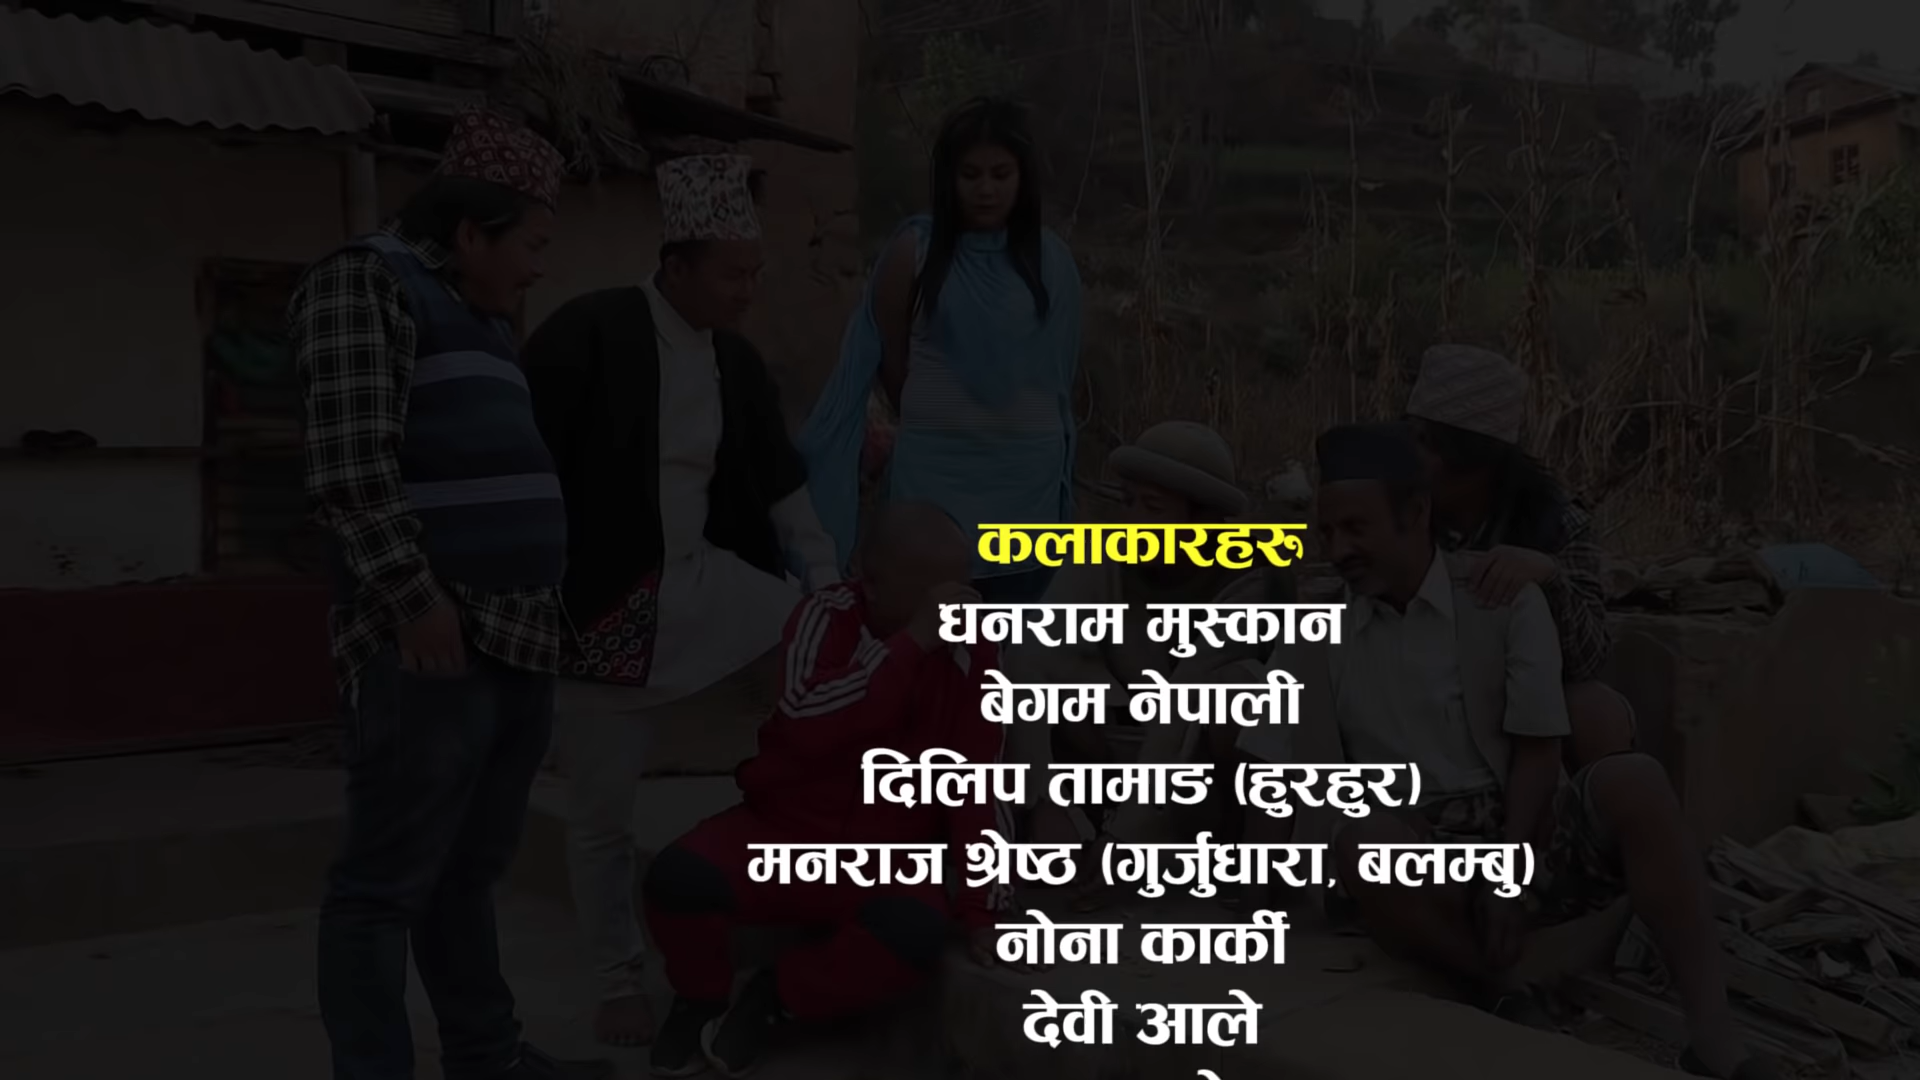 कलाकारहरू
धनराम मुस्कान
बेगम नेपाली
दिलिप तामाङ (हुरहुर)
मनराज श्रेष्ठ (गुर्जुधारा, बलम्बु)
नोना कार्की
देवी आले